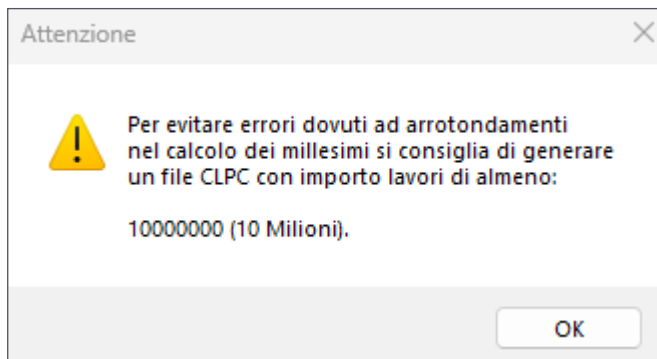 Attenzione
Per evitare errori dovuti ad arrotondamenti
nel calcolo dei millesimi si consiglia di generare
un file CLPC con importo lavori di almeno:
10000000 (10 Milioni).
OK